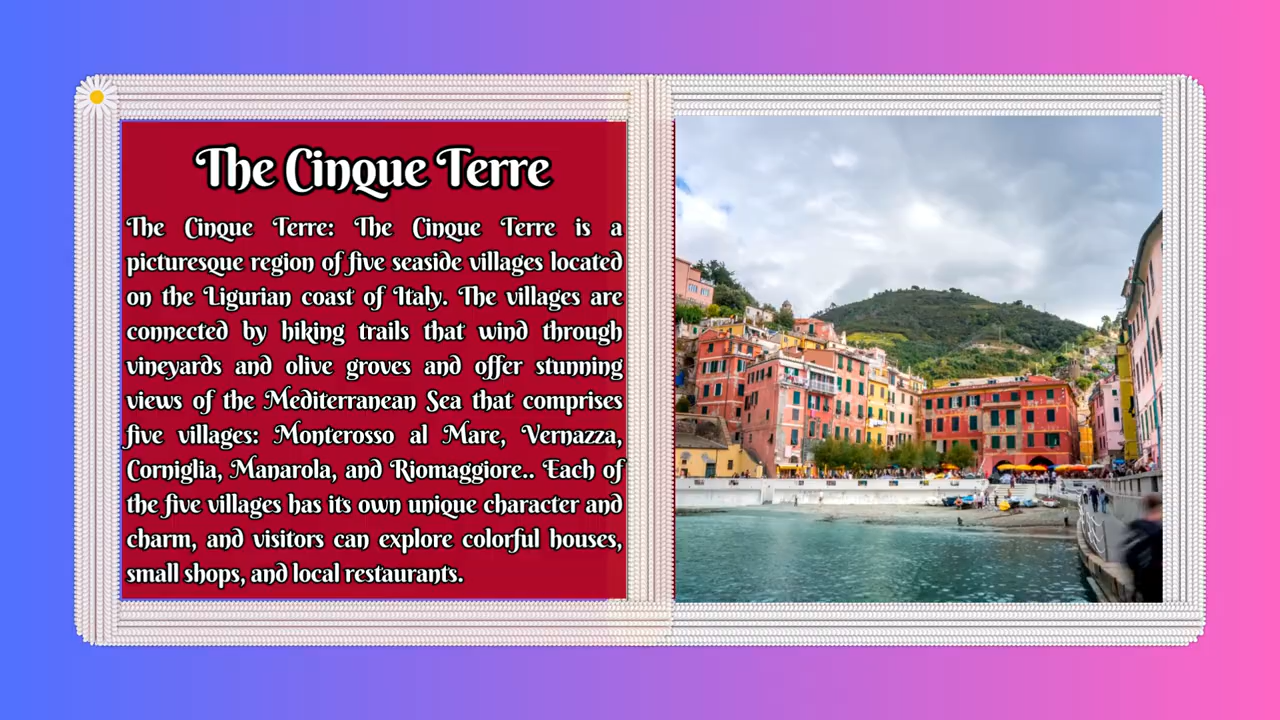 The Cinque Terre
The Cinque Terre: The Cinque Terre is a
picturesque region of five seaside villages located
on the Ligurian coast of Italy. The villages are
connected by hiking trails that wind through
vineyards and olive groves and offer stunning
views of the Mediterranean Sea that comprises
five villages: Monterosso al Mare, Vernazza,
Corniglia, Manarola, and Riomaggiore.. Each of
the five villages has its own unique character and
charm, and visitors can explore colorful houses,
small shops, and local restaurants.